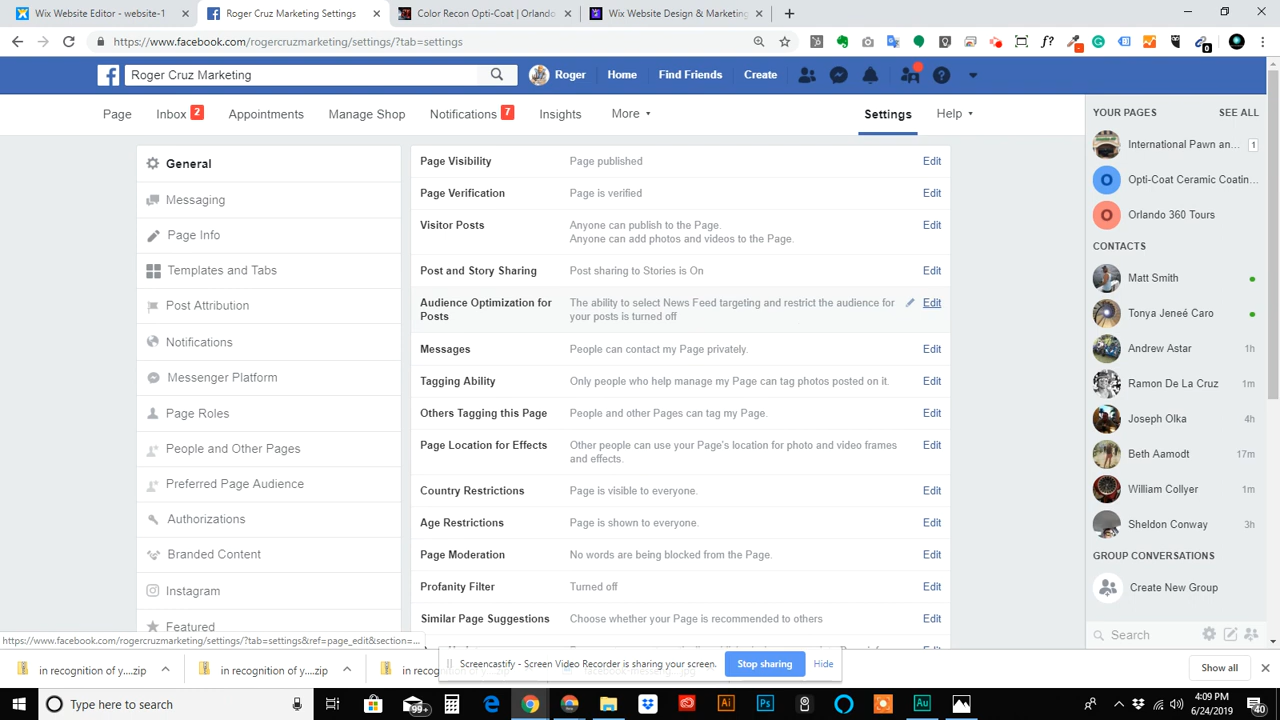 Wix Website Editor - website-1
Roger Cruz Marketing Settings
Color Recon Opti-Coat | Orlando
Wix Website Design & Marketing
https://www.facebook.com/rogercruzmarketing/settings/?tab=settings
Roger Cruz Marketing
Roger
Home
Find Friends
Create
Page
Inbox 2
Appointments
Manage Shop
Notifications 7
Insights
More
Settings
Help
General
Messaging
Page Info
Templates and Tabs
Post Attribution
Notifications
Messenger Platform
Page Roles
People and Other Pages
Preferred Page Audience
Authorizations
Branded Content
Instagram
Featured
Page Visibility Page published Edit
Page Verification Page is verified Edit
Visitor Posts Anyone can publish to the Page. Edit
Anyone can add photos and videos to the Page.
Post and Story Sharing Post sharing to Stories is On Edit
Audience Optimization for The ability to select News Feed targeting and restrict the audience for Edit
Posts your posts is turned off
Messages People can contact my Page privately. Edit
Tagging Ability Only people who help manage my Page can tag photos posted on it. Edit
Others Tagging this Page People and other Pages can tag my Page. Edit
Page Location for Effects Other people can use your Page's location for photo and video frames Edit
and effects.
Country Restrictions Page is visible to everyone. Edit
Age Restrictions Page is shown to everyone. Edit
Page Moderation No words are being blocked from the Page. Edit
Profanity Filter Turned off Edit
Similar Page Suggestions Choose whether your Page is recommended to others Edit
YOUR PAGES SEE ALL
International Pawn an... 1
O Opti-Coat Ceramic Coatin...
O Orlando 360 Tours
CONTACTS
Matt Smith
Tonya Jeneé Caro
Andrew Astar 1h
Ramon De La Cruz 1m
Joseph Olka 4h
Beth Aamodt 17m
William Collyer 1m
Sheldon Conway 3h
GROUP CONVERSATIONS
Create New Group
Search
https://www.facebook.com/rogercruzmarketing/settings/?tab=settings&ref=page_edit&section=...
in recognition of y....zip
in recognition of y....zip
in reco
Screencastify - Screen Video Recorder is sharing your screen.
Stop sharing
Hide
Show all
Type here to search
99+
4:09 PM
6/24/2019
40